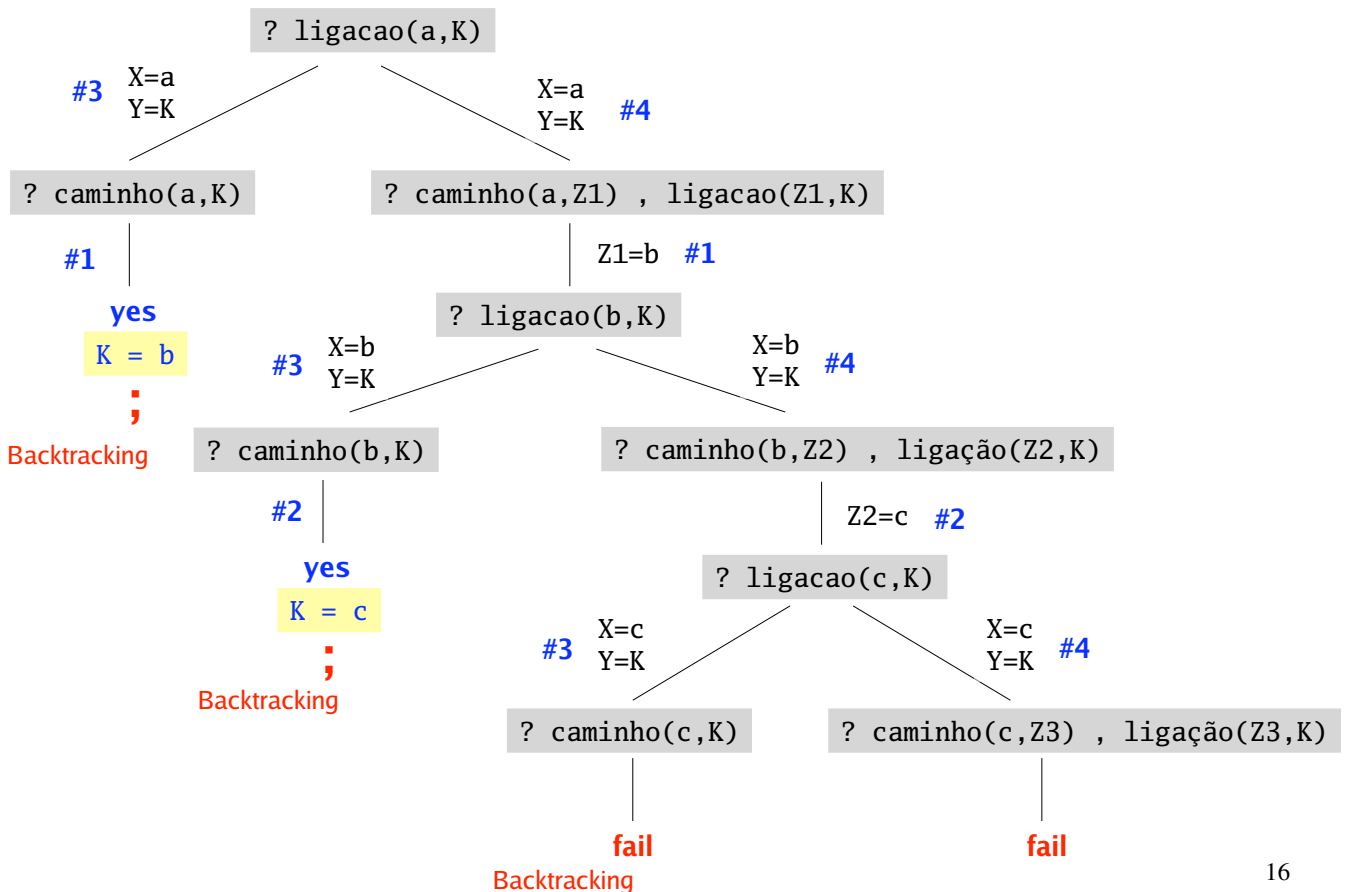 ? ligacao(a,K)
#3 X=a
Y=K
X=a
Y=K #4
? caminho(a,K)
? caminho(a,Z1) , ligacao(Z1,K)
#1
Z1=b #1
yes
K = b
;
Backtracking
? ligacao(b,K)
#3 X=b
Y=K
X=b
Y=K #4
? caminho(b,K)
? caminho(b,Z2) , ligação(Z2,K)
#2
Z2=c #2
yes
K = c
;
Backtracking
? ligacao(c,K)
#3 X=c
Y=K
X=c
Y=K #4
? caminho(c,K)
? caminho(c,Z3) , ligação(Z3,K)
fail
Backtracking
fail
16